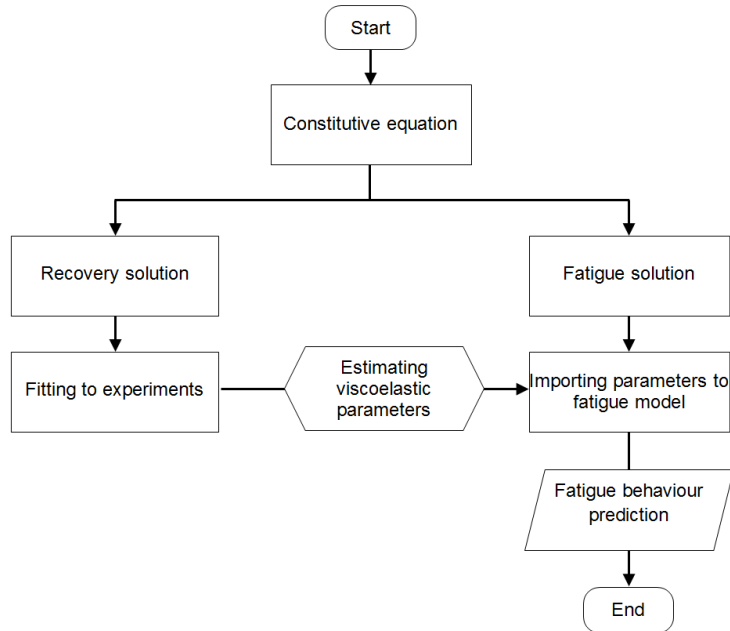 Start
Constitutive equation
Recovery solution
Fatigue solution
Fitting to experiments
Estimating
viscoelastic
parameters
Importing parameters to
fatigue model
Fatigue behaviour
prediction
End